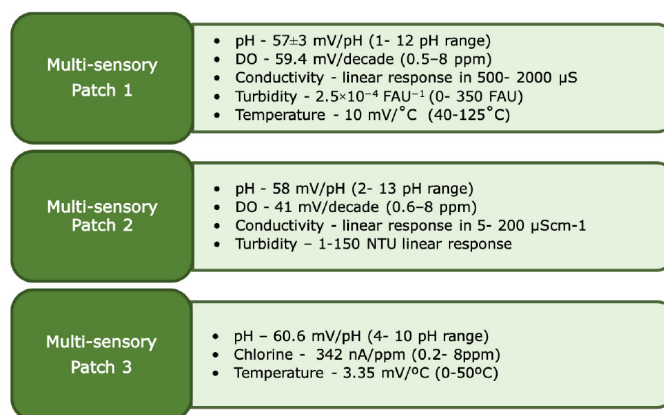 Multi-sensory
Patch 1
• pH - 57±3 mV/pH (1- 12 pH range)
• DO - 59.4 mV/decade (0.5–8 ppm)
• Conductivity - linear response in 500- 2000 µS
• Turbidity - 2.5×10⁻⁴ FAU⁻¹ (0- 350 FAU)
• Temperature - 10 mV/˚C (40-125˚C)
Multi-sensory
Patch 2
• pH - 58 mV/pH (2- 13 pH range)
• DO - 41 mV/decade (0.6–8 ppm)
• Conductivity - linear response in 5- 200 µScm-1
• Turbidity – 1-150 NTU linear response
Multi-sensory
Patch 3
• pH – 60.6 mV/pH (4- 10 pH range)
• Chlorine - 342 nA/ppm (0.2- 8ppm)
• Temperature - 3.35 mV/ºC (0-50ºC)